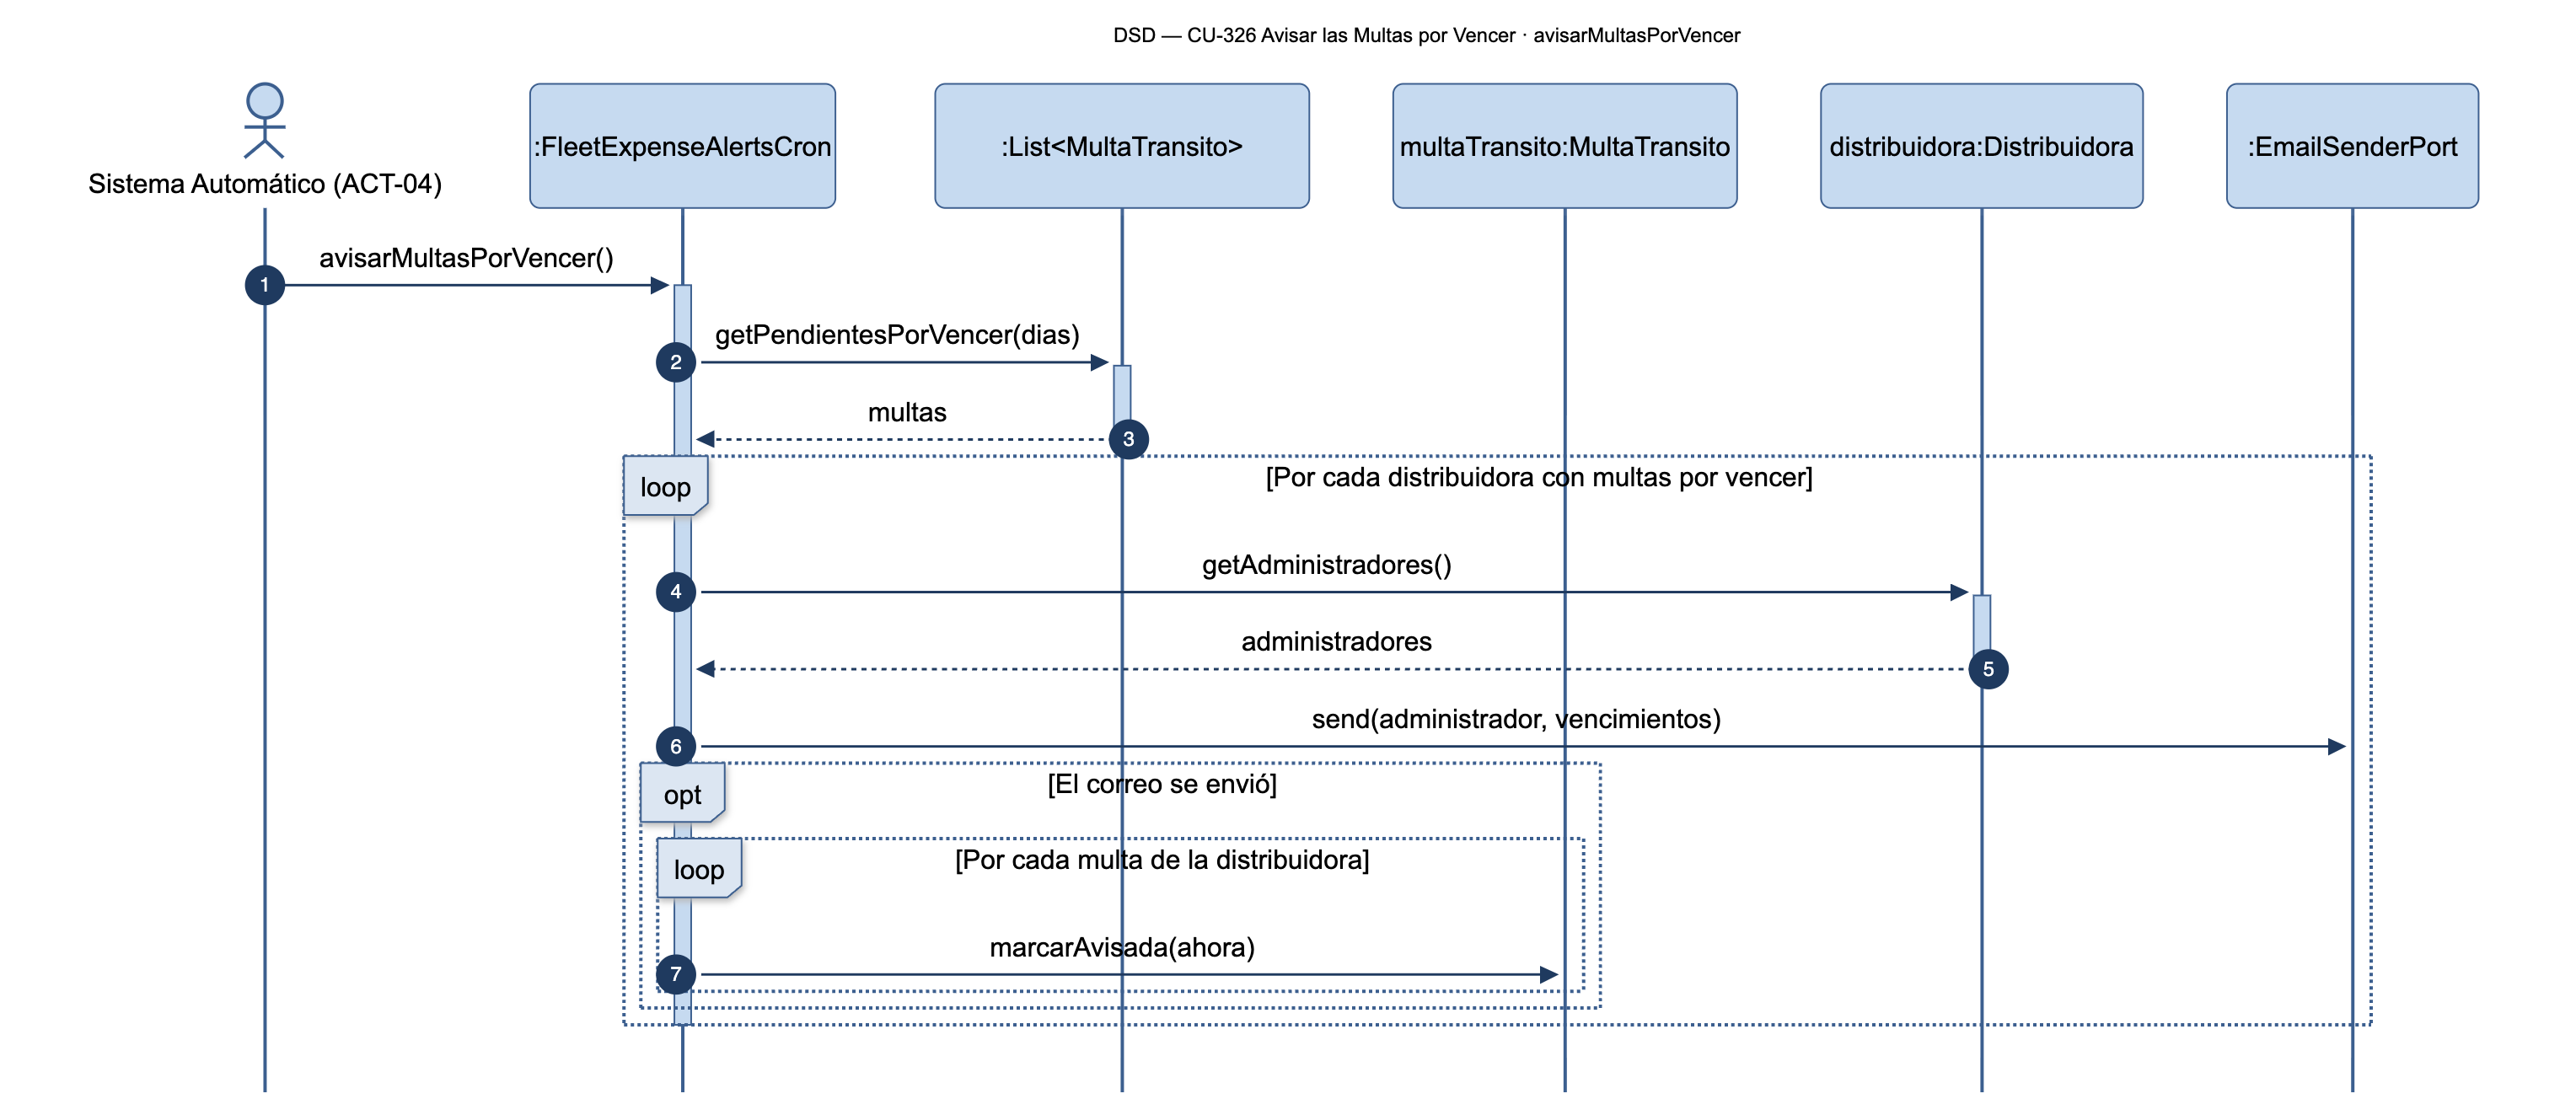 DSD — CU-326 Avisar las Multas por Vencer · avisarMultasPorVencer
Sistema Automático (ACT-04)
:FleetExpenseAlertsCron
:List<MultaTransito>
multaTransito:MultaTransito
distribuidora:Distribuidora
:EmailSenderPort
avisarMultasPorVencer()
1
getPendientesPorVencer(dias)
2
multas
3
loop
[Por cada distribuidora con multas por vencer]
getAdministradores()
4
administradores
5
send(administrador, vencimientos)
6
opt
[El correo se envió]
loop
[Por cada multa de la distribuidora]
marcarAvisada(ahora)
7